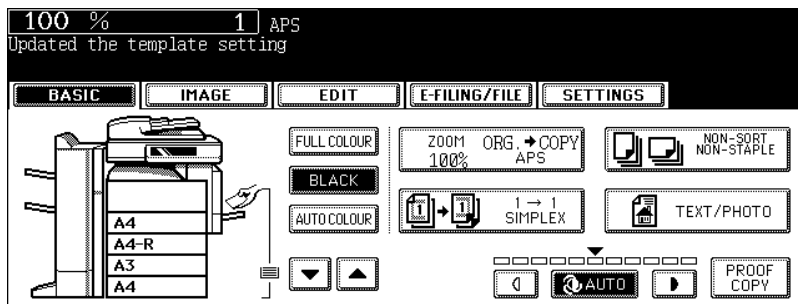 100 % 1 APS
Updated the template setting
BASIC IMAGE EDIT E-FILING/FILE SETTINGS
FULL COLOUR
BLACK
AUTO COLOUR
ZOOM ORG. → COPY
100% APS
NON-SORT
NON-STAPLE
1 → 1
1 → 1
SIMPLEX
TEXT/PHOTO
A4
A4-R
A3
A4
AUTO
PROOF
COPY